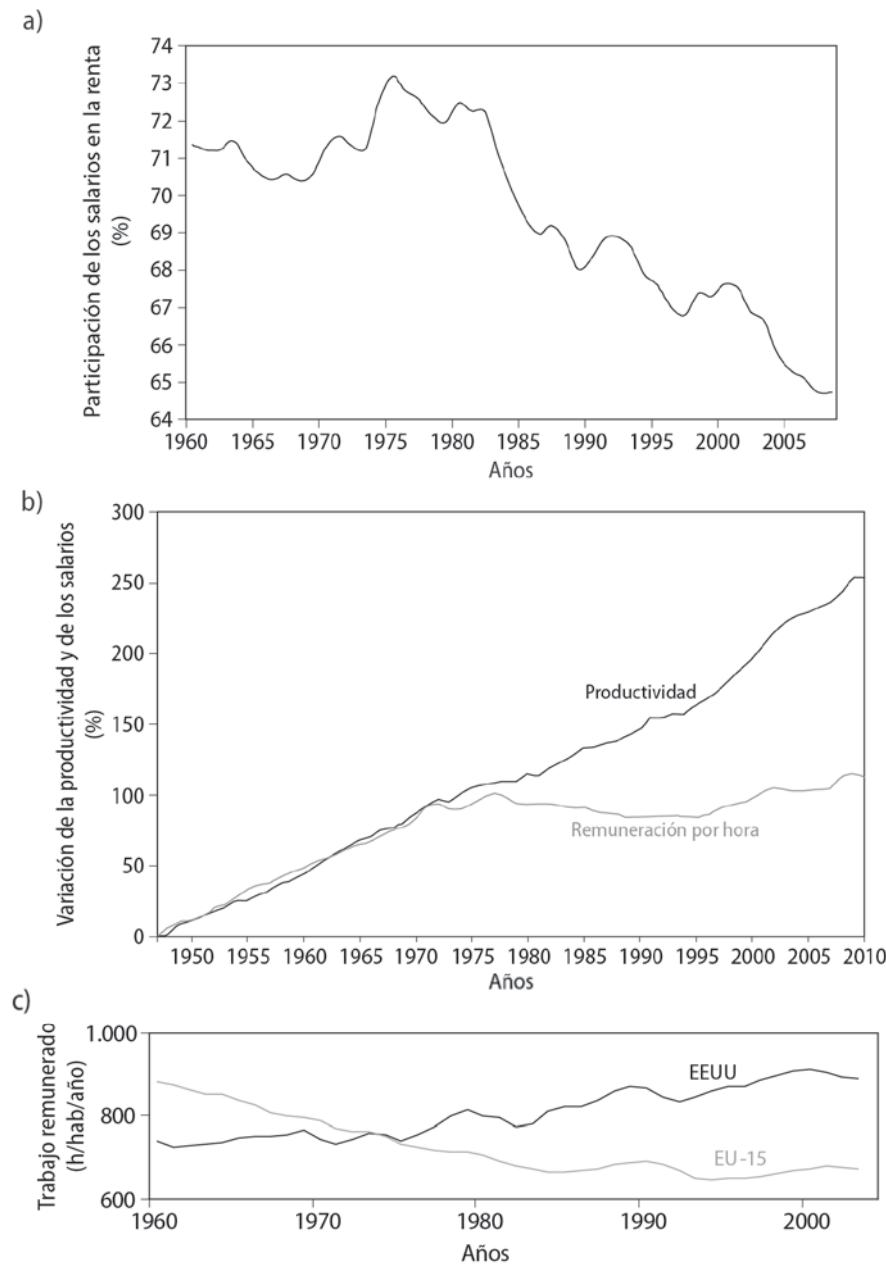 a)
Participación de los salarios en la renta
(%)
74
73
72
71
70
69
68
67
66
65
64
1960 1965 1970 1975 1980 1985 1990 1995 2000 2005
Años
b)
Variación de la productividad y de los salarios
(%)
300
250
200
150
100
50
0
Productividad
Remuneración por hora
1950 1955 1960 1965 1970 1975 1980 1985 1990 1995 2000 2005 2010
Años
c)
Trabajo remunerado
(h/hab/año)
1.000
800
600
EEUU
EU-15
1960 1970 1980 1990 2000
Años